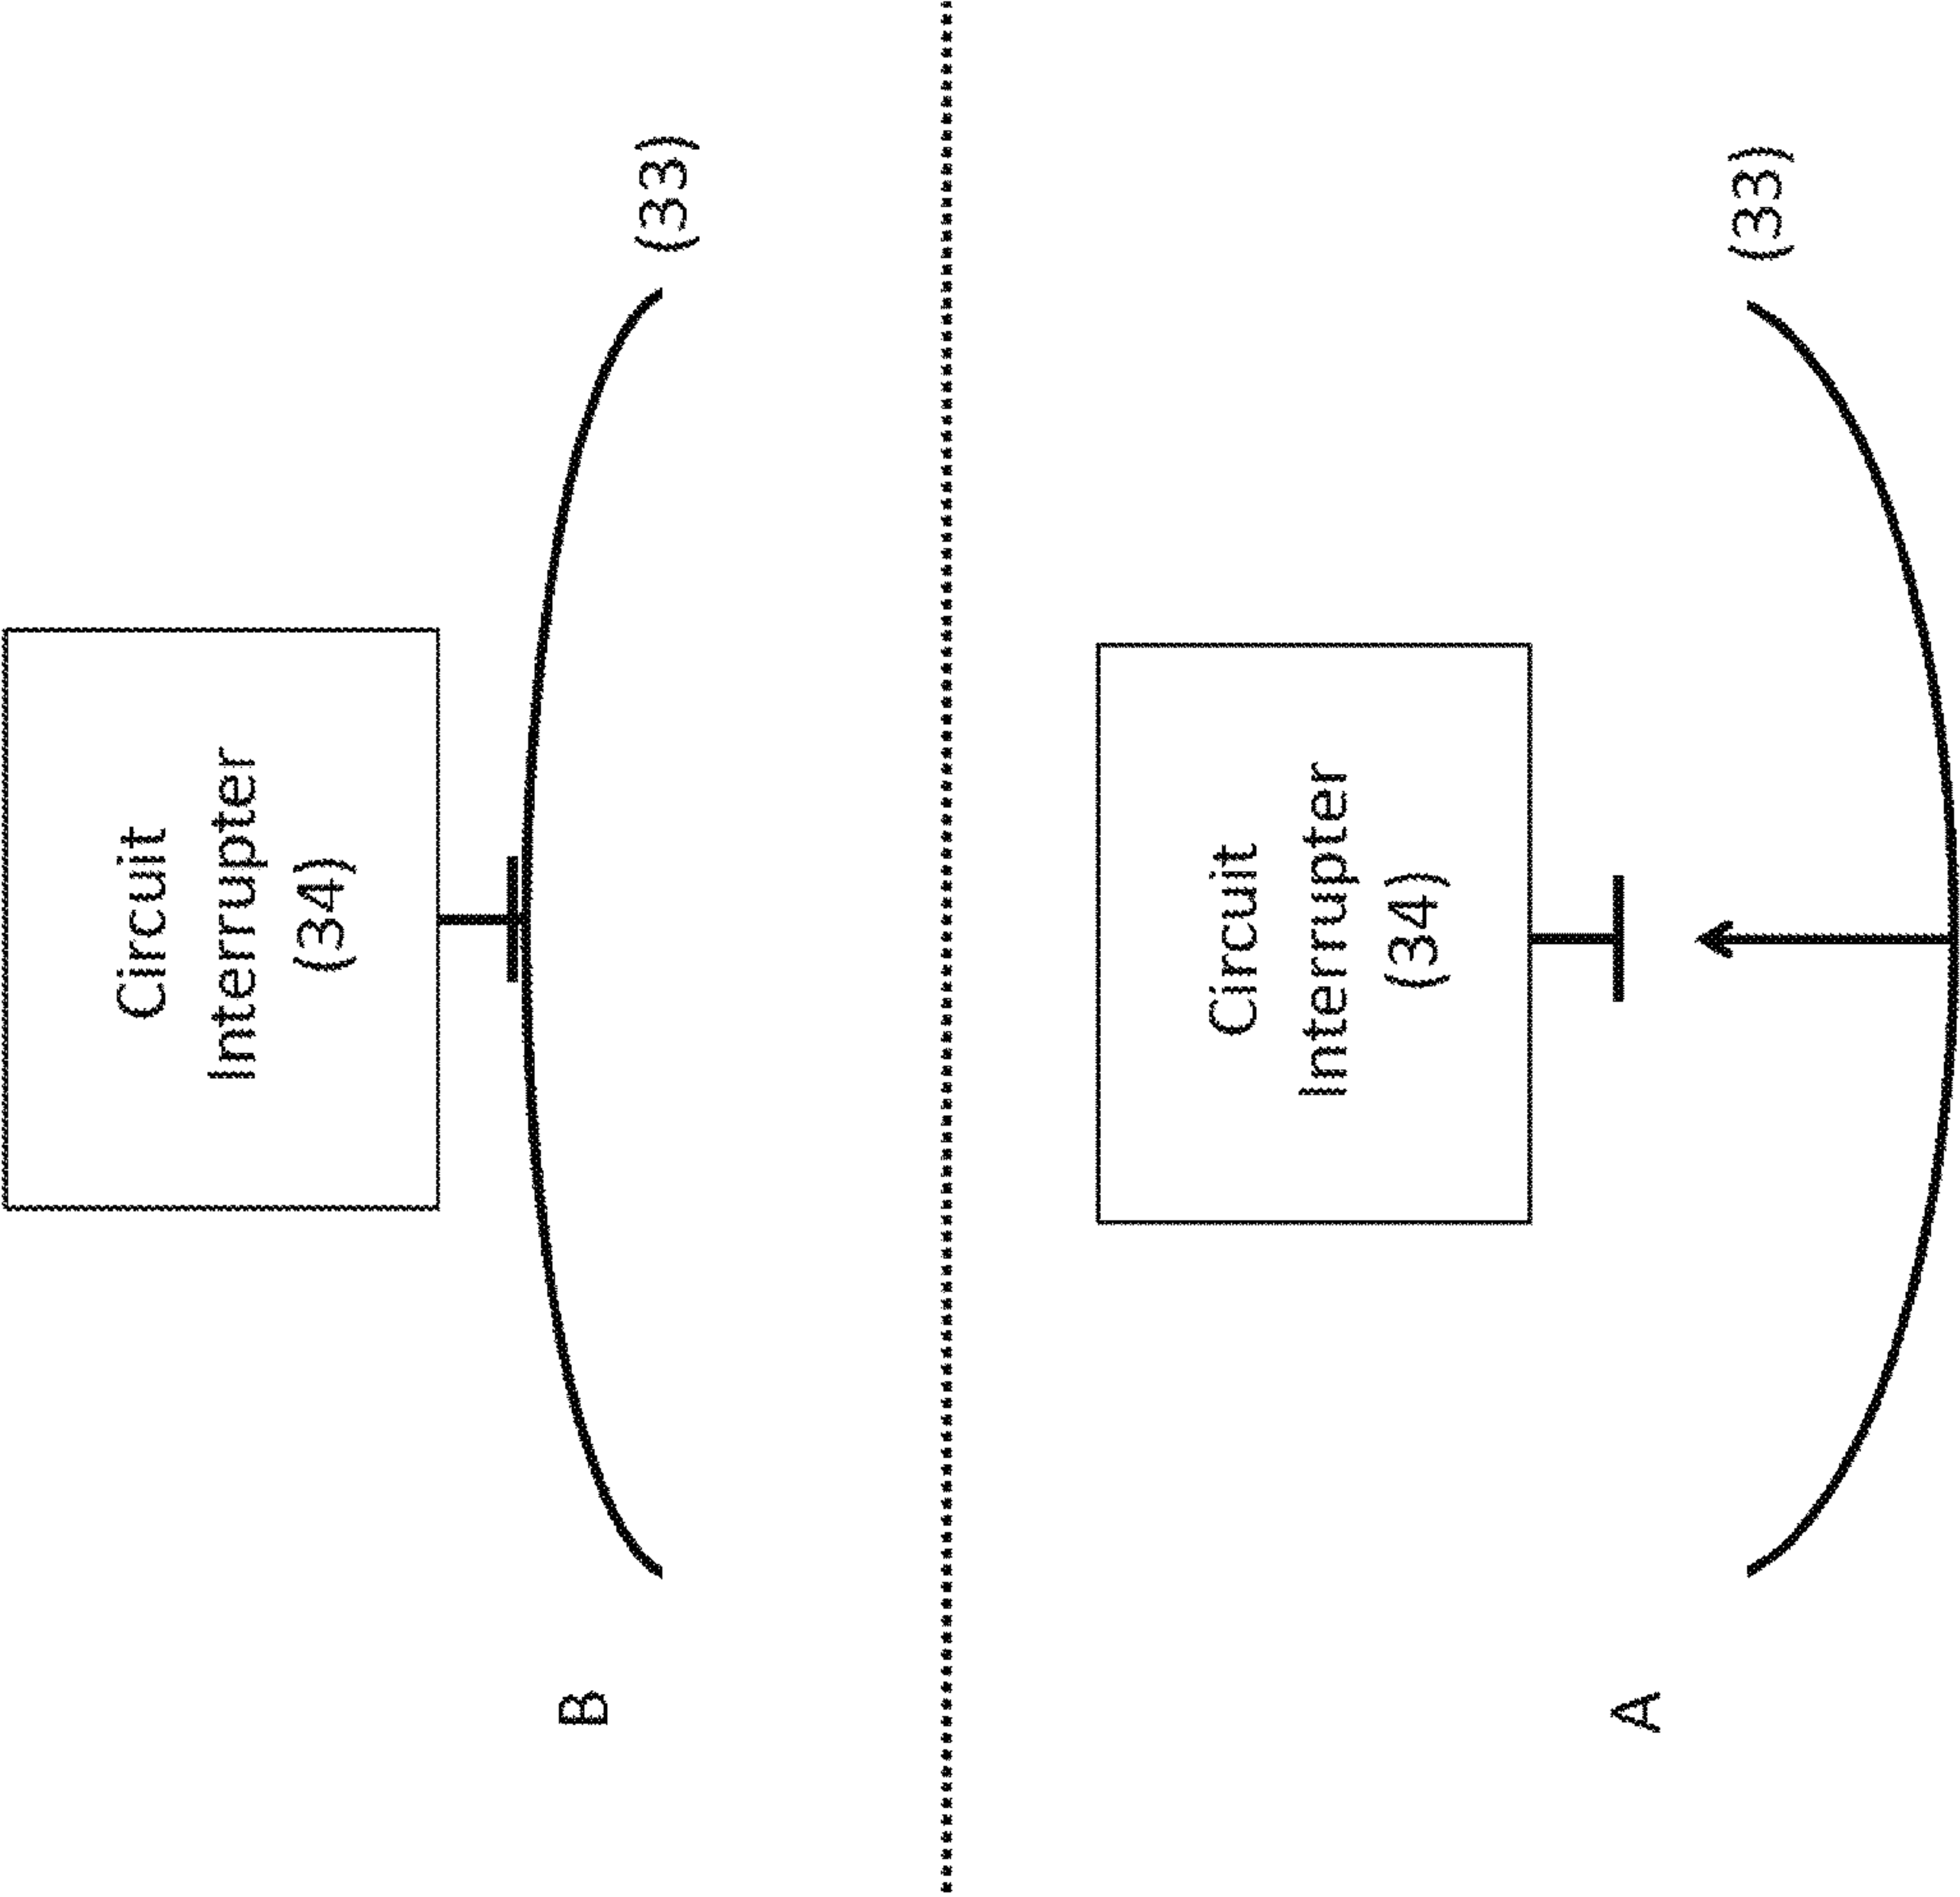 Circuit
Interrupter
(34)
(33)
B
Circuit
Interrupter
(34)
(33)
A